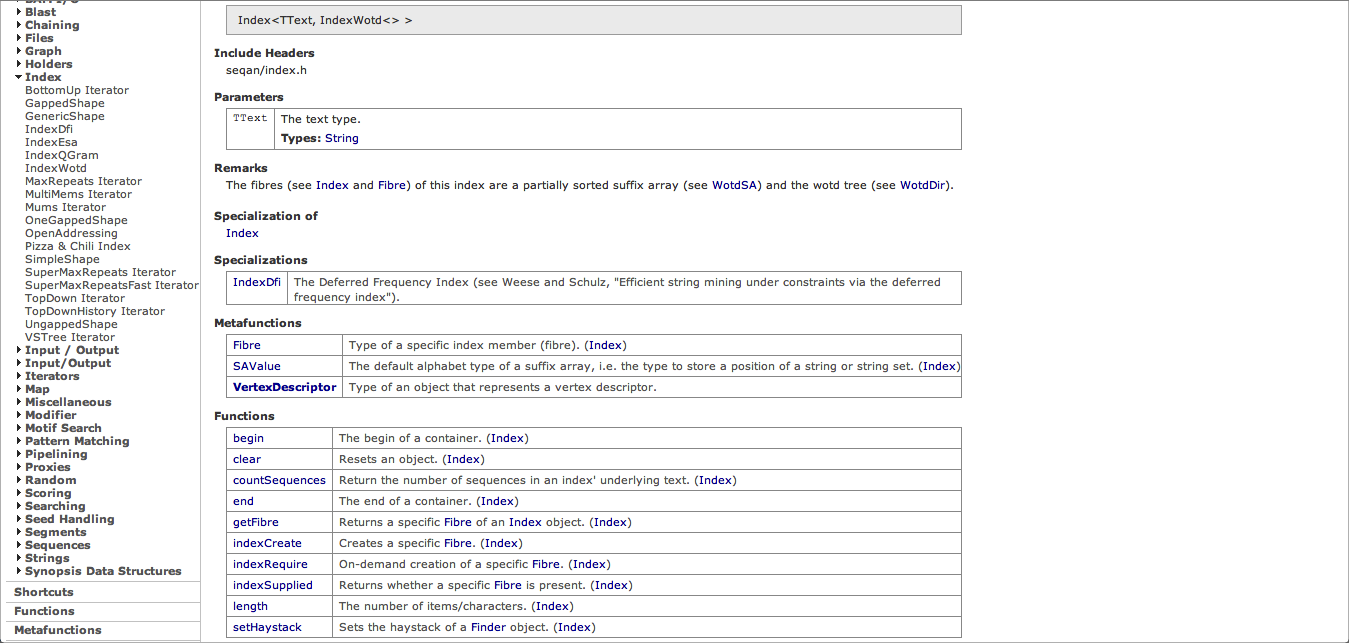 Blast
Chaining
Files
Graph
Holders
Index
BottomUp Iterator
GappedShape
GenericShape
IndexDfi
IndexEsa
IndexQGram
IndexWotd
MaxRepeats Iterator
MultiMems Iterator
Mums Iterator
OneGappedShape
OpenAddressing
Pizza & Chili Index
SimpleShape
SuperMaxRepeats Iterator
SuperMaxRepeatsFast Iterator
TopDown Iterator
TopDownHistory Iterator
UngappedShape
VSTree Iterator
Input / Output
Input/Output
Iterators
Map
Miscellaneous
Modifier
Motif Search
Pattern Matching
Pipelining
Proxies
Random
Scoring
Searching
Seed Handling
Segments
Sequences
Strings
Synopsis Data Structures
Shortcuts
Functions
Metafunctions
Index<TText, IndexWotd<> >
Include Headers
seqan/index.h
Parameters
TText The text type.
Types: String
Remarks
The fibres (see Index and Fibre) of this index are a partially sorted suffix array (see WotdSA) and the wotd tree (see WotdDir).
Specialization of
Index
Specializations
IndexDfi The Deferred Frequency Index (see Weese and Schulz, "Efficient string mining under constraints via the deferred
frequency index").
Metafunctions
Fibre Type of a specific index member (fibre). (Index)
SAValue The default alphabet type of a suffix array, i.e. the type to store a position of a string or string set. (Index)
VertexDescriptor Type of an object that represents a vertex descriptor.
Functions
begin The begin of a container. (Index)
clear Resets an object. (Index)
countSequences Return the number of sequences in an index' underlying text. (Index)
end The end of a container. (Index)
getFibre Returns a specific Fibre of an Index object. (Index)
indexCreate Creates a specific Fibre. (Index)
indexRequire On-demand creation of a specific Fibre. (Index)
indexSupplied Returns whether a specific Fibre is present. (Index)
length The number of items/characters. (Index)
setHaystack Sets the haystack of a Finder object. (Index)